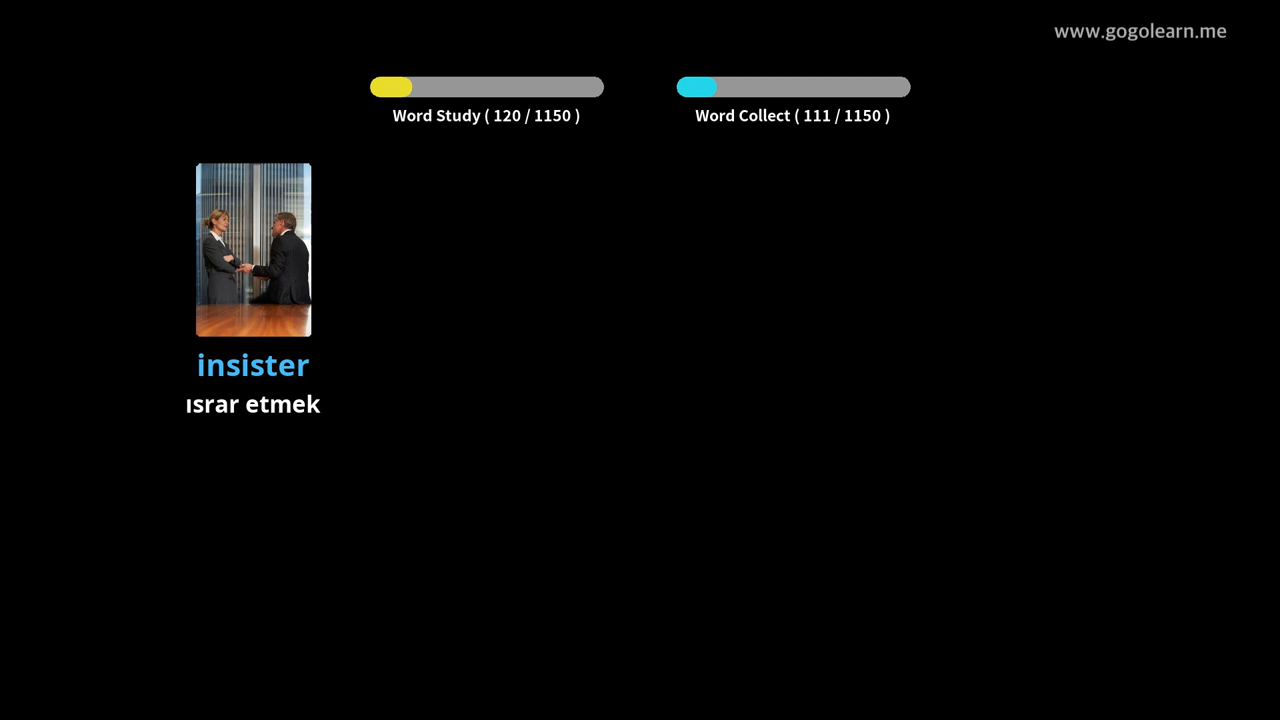 www.gogolearn.me
Word Study ( 120 / 1150 )
Word Collect ( 111 / 1150 )
insister
ısrar etmek